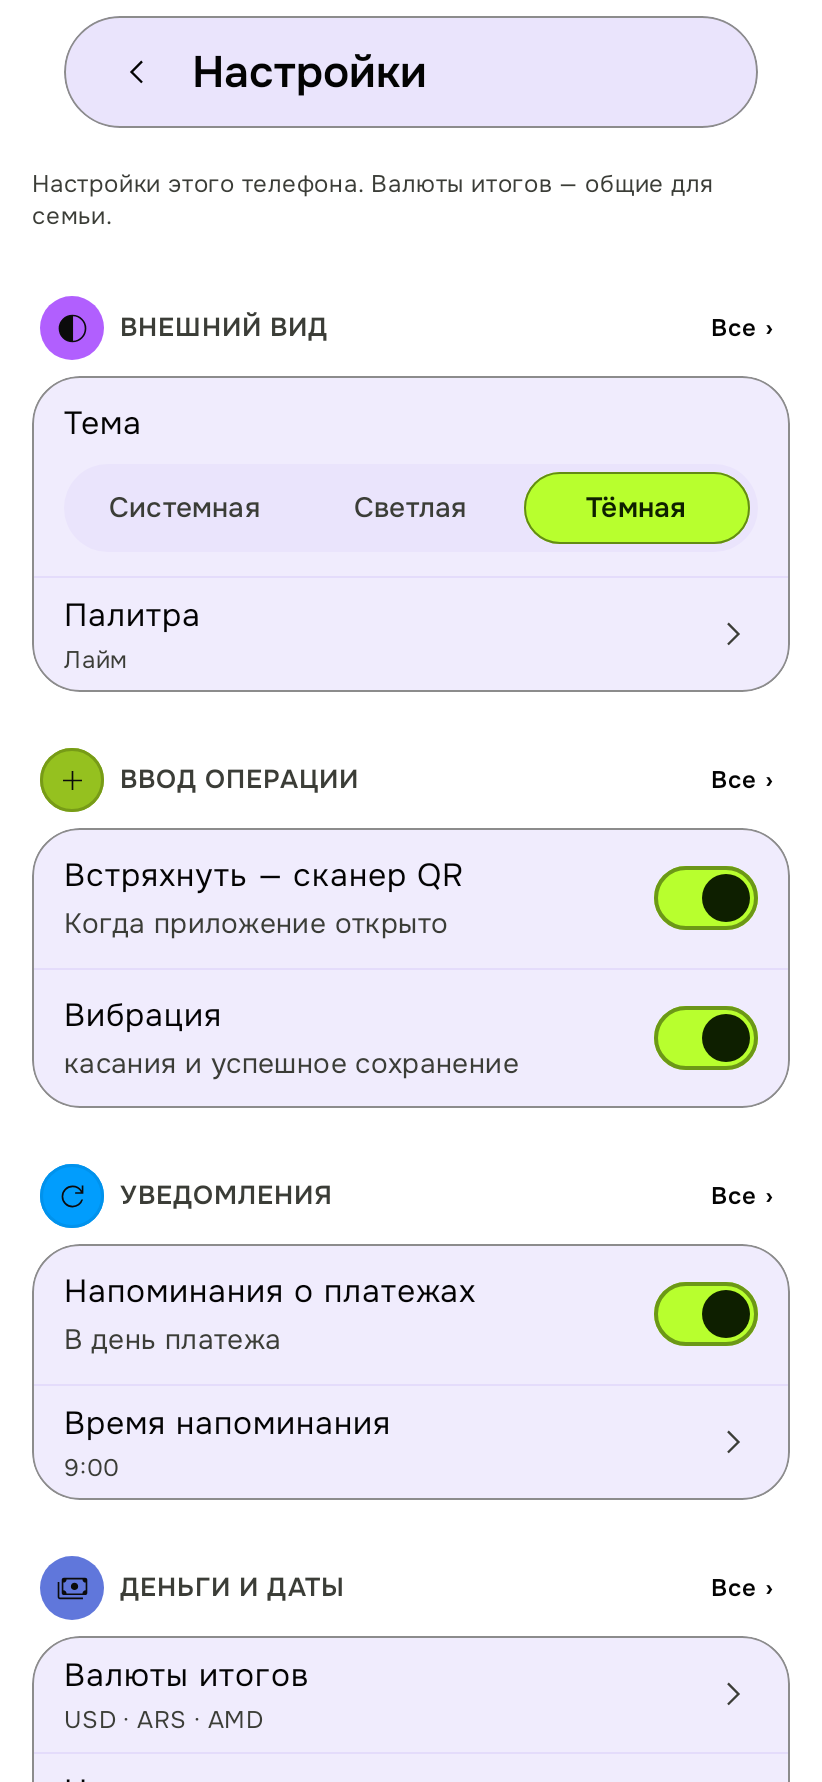 Настройки
Настройки этого телефона. Валюты итогов — общие для
семьи.
ВНЕШНИЙ ВИД
Все ›
Тема
Системная
Светлая
Тёмная
Палитра
Лайм
ВВОД ОПЕРАЦИИ
Все ›
Встряхнуть — сканер QR
Когда приложение открыто
Вибрация
касания и успешное сохранение
УВЕДОМЛЕНИЯ
Все ›
Напоминания о платежах
В день платежа
Время напоминания
9:00
ДЕНЬГИ И ДАТЫ
Все ›
Валюты итогов
USD · ARS · AMD